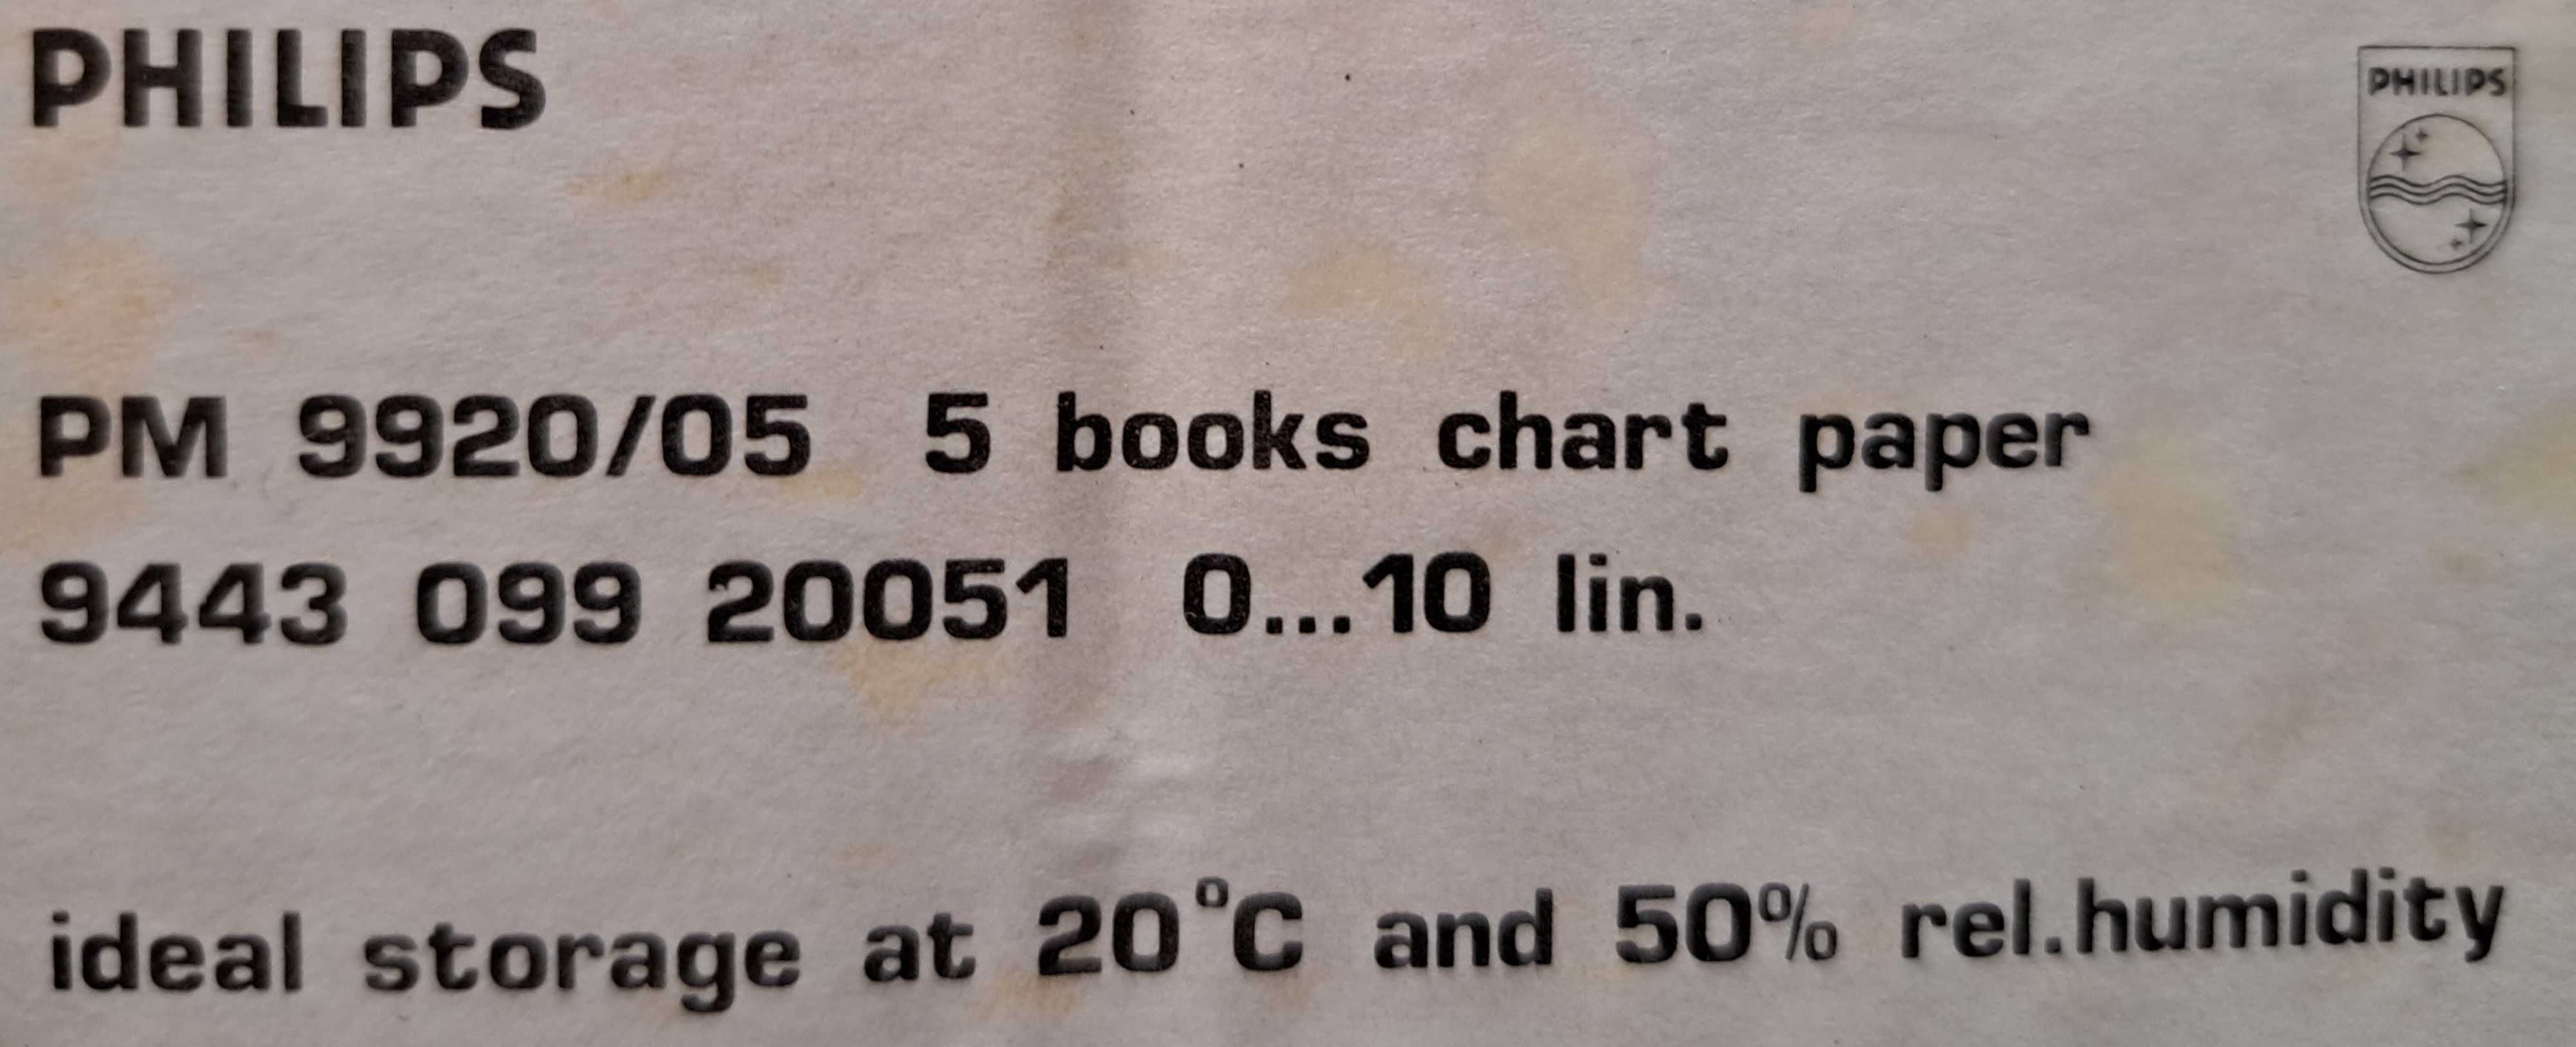 PHILIPS
PHILIPS
PM 9920/05 5 books chart paper
9443 099 20051 0...10 lin.
ideal storage at 20°C and 50% rel.humidity